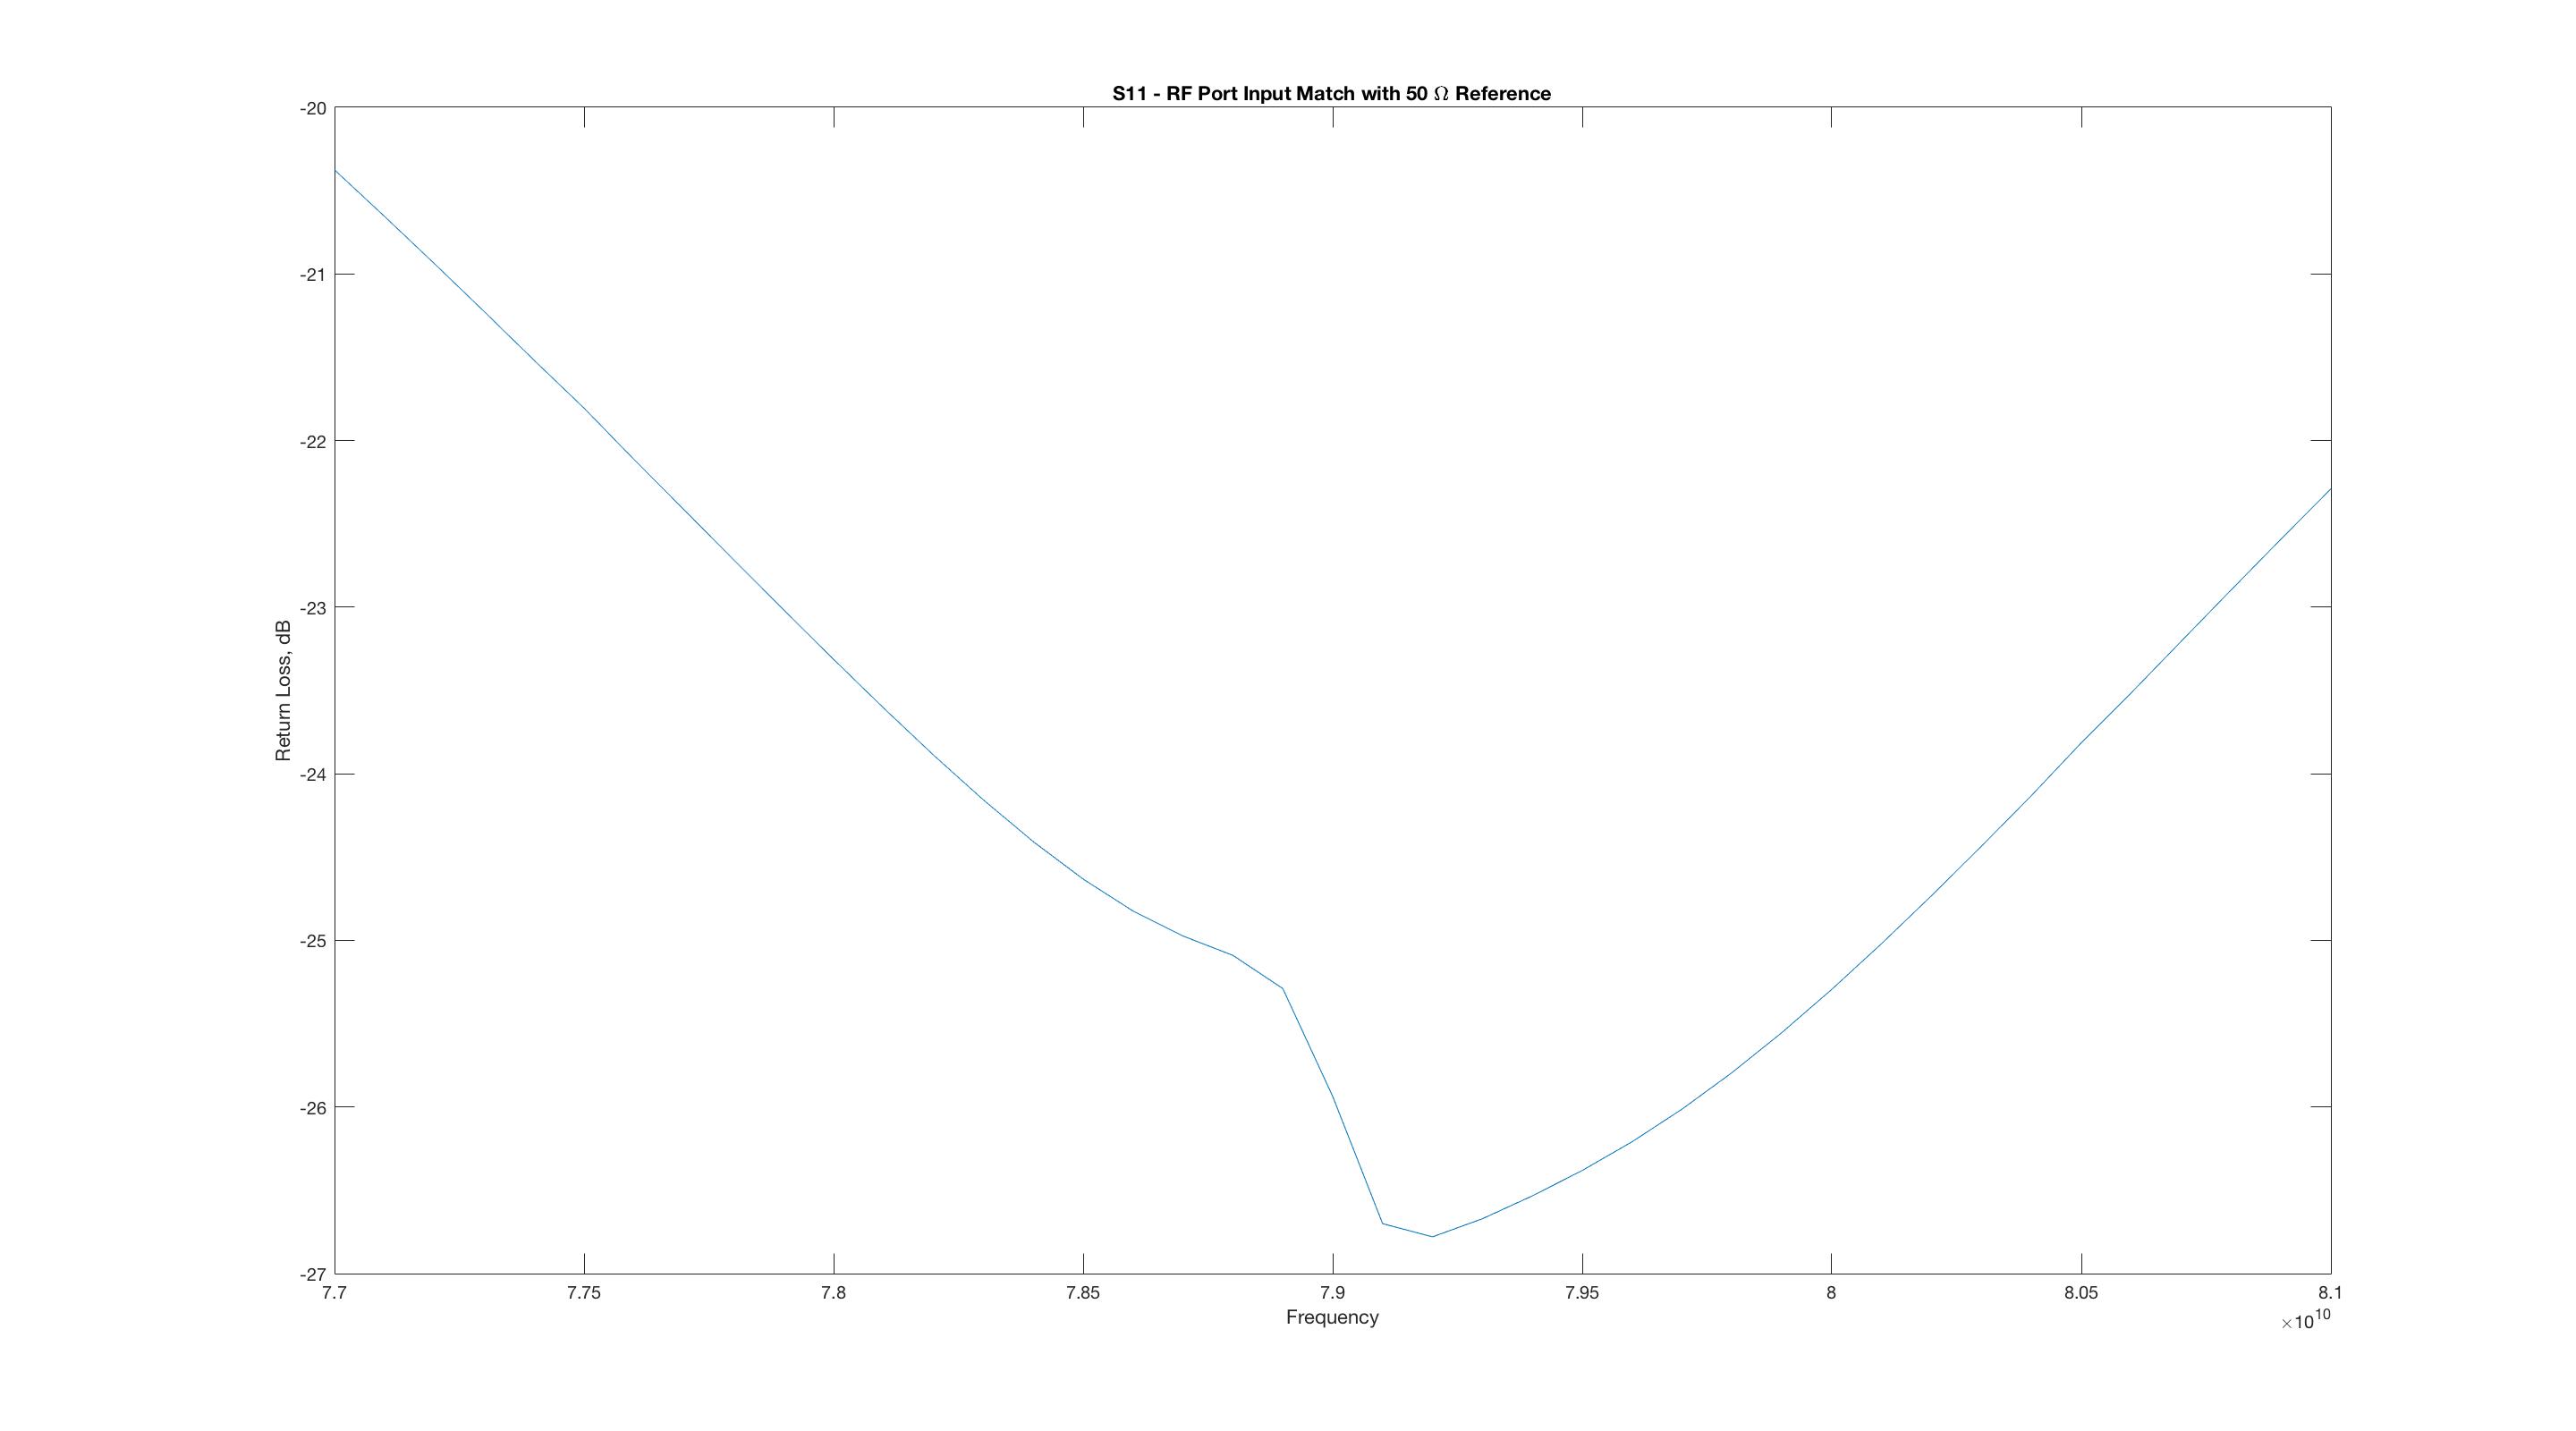 S11 - RF Port Input Match with 50 Ω Reference
-20
-21
-22
-23
-24
-25
-26
-27
Return Loss, dB
7.7 7.75 7.8 7.85 7.9 7.95 8 8.05 8.1
Frequency
×10^10